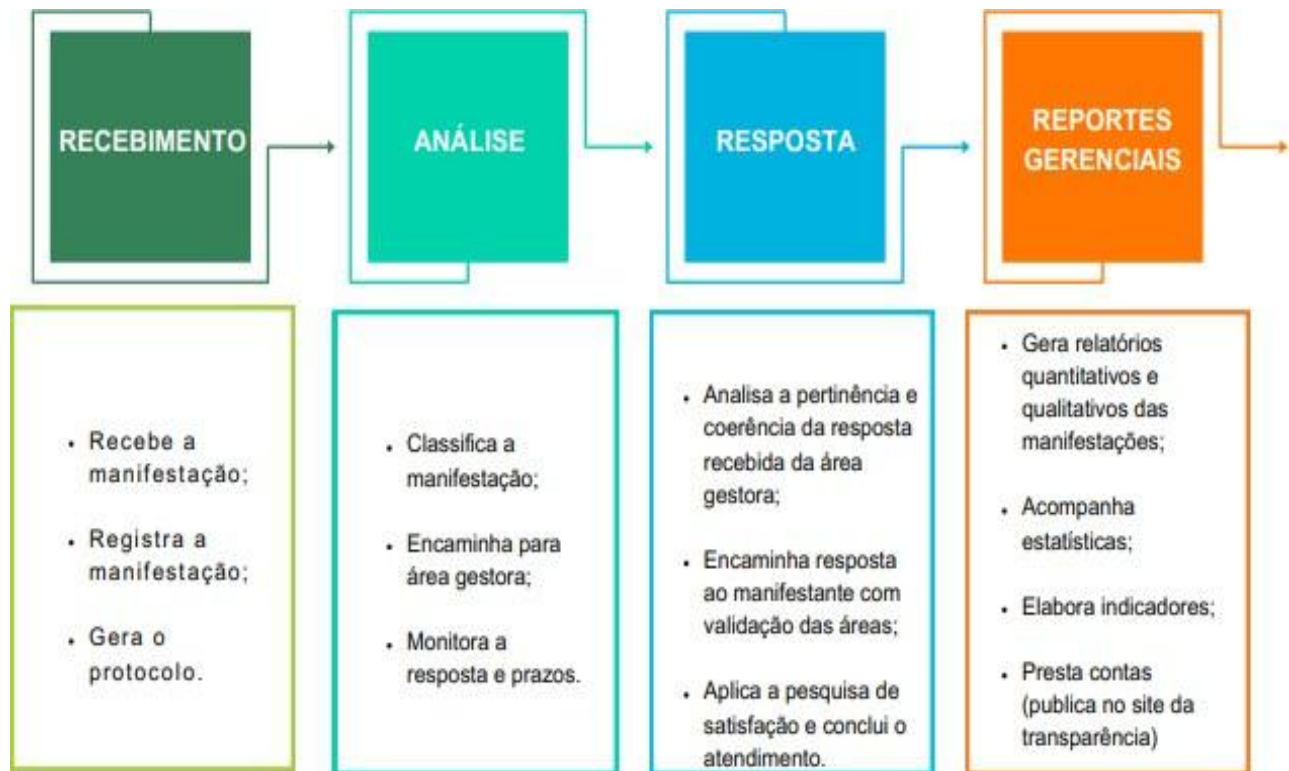 RECEBIMENTO
ANÁLISE
RESPOSTA
REPORTES
GERENCIAIS
• Recebe a
manifestação;
• Registra a
manifestação;
• Gera o
protocolo.
• Classifica a
manifestação;
• Encaminha para
área gestora;
• Monitora a
resposta e prazos.
• Analisa a pertinência e
coerência da resposta
recebida da área
gestora;
• Encaminha resposta
ao manifestante com
validação das áreas;
• Aplica a pesquisa de
satisfação e conclui o
atendimento.
• Gera relatórios
quantitativos e
qualitativos das
manifestações;
• Acompanha
estatísticas;
• Elabora indicadores;
• Presta contas
(publica no site da
transparência)